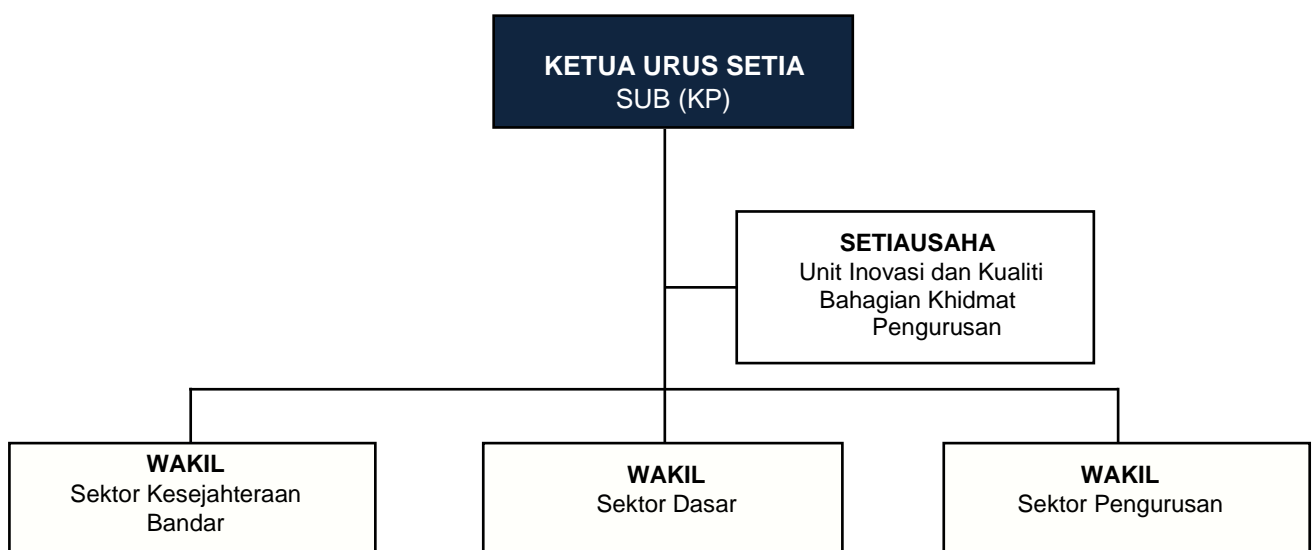 KETUA URUS SETIA
SUB (KP)
SETIAUSAHA
Unit Inovasi dan Kualiti
Bahagian Khidmat
Pengurusan
WAKIL
Sektor Kesejahteraan
Bandar
WAKIL
Sektor Dasar
WAKIL
Sektor Pengurusan